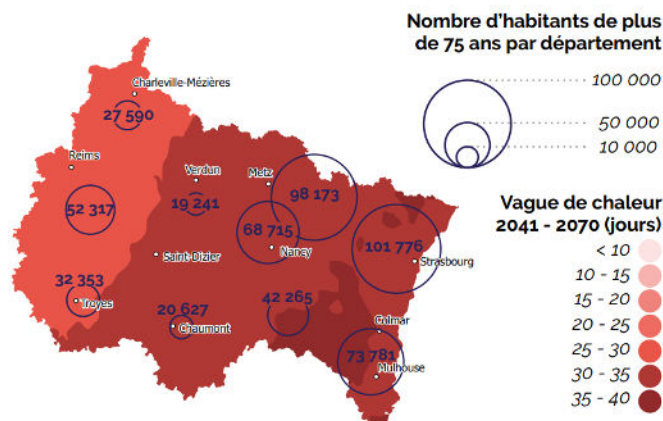 Nombre d'habitants de plus
de 75 ans par département
100 000
50 000
10 000
Charleville-Mézières
27 590
Reims
Verdun
Metz
98 173
52 317
19 241
68 715
Nancy
101 776
Strasbourg
Saint-Dizier
32 353
Troyes
20 627
Chaumont
42 265
Colmar
73 781
Mulhouse
Vague de chaleur
2041 - 2070 (jours)
< 10
10 - 15
15 - 20
20 - 25
25 - 30
30 - 35
35 - 40